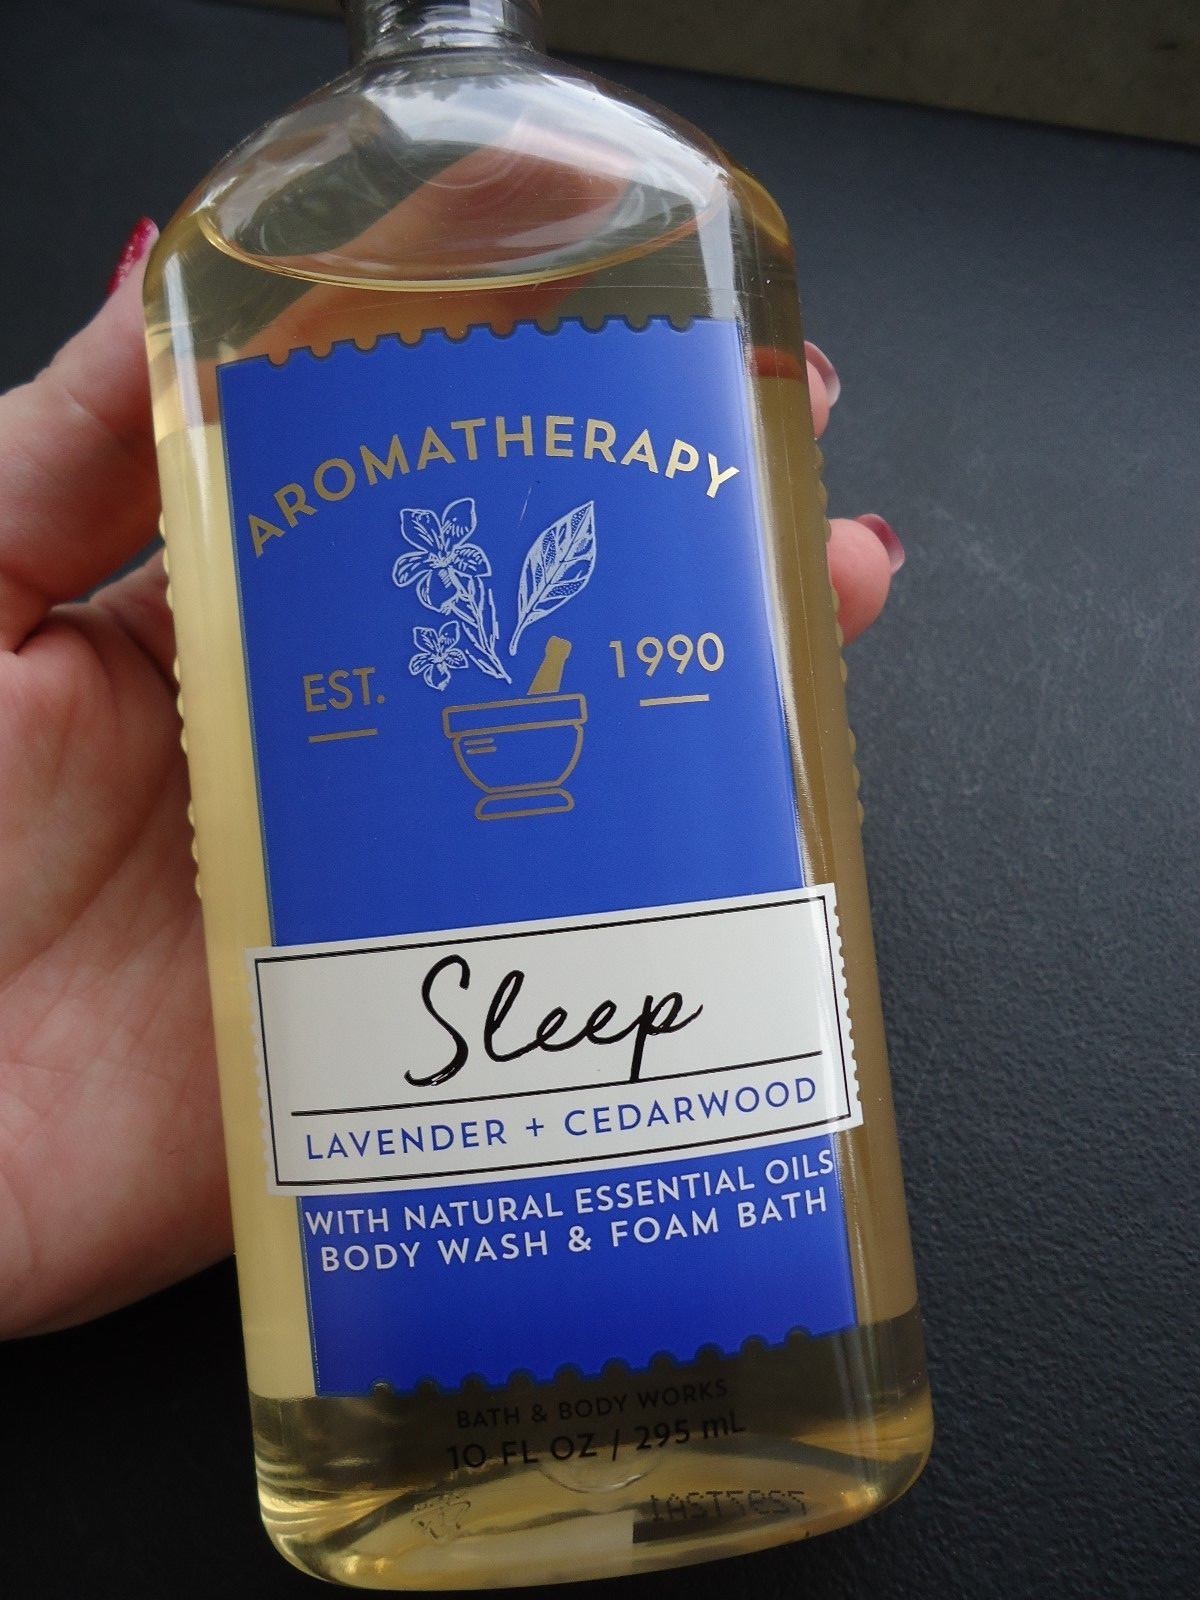 AROMATHERAPY
EST. 1990
Sleep
LAVENDER + CEDARWOOD
WITH NATURAL ESSENTIAL OILS
BODY WASH & FOAM BATH
BATH & BODY WORKS
10 FL OZ / 295 mL